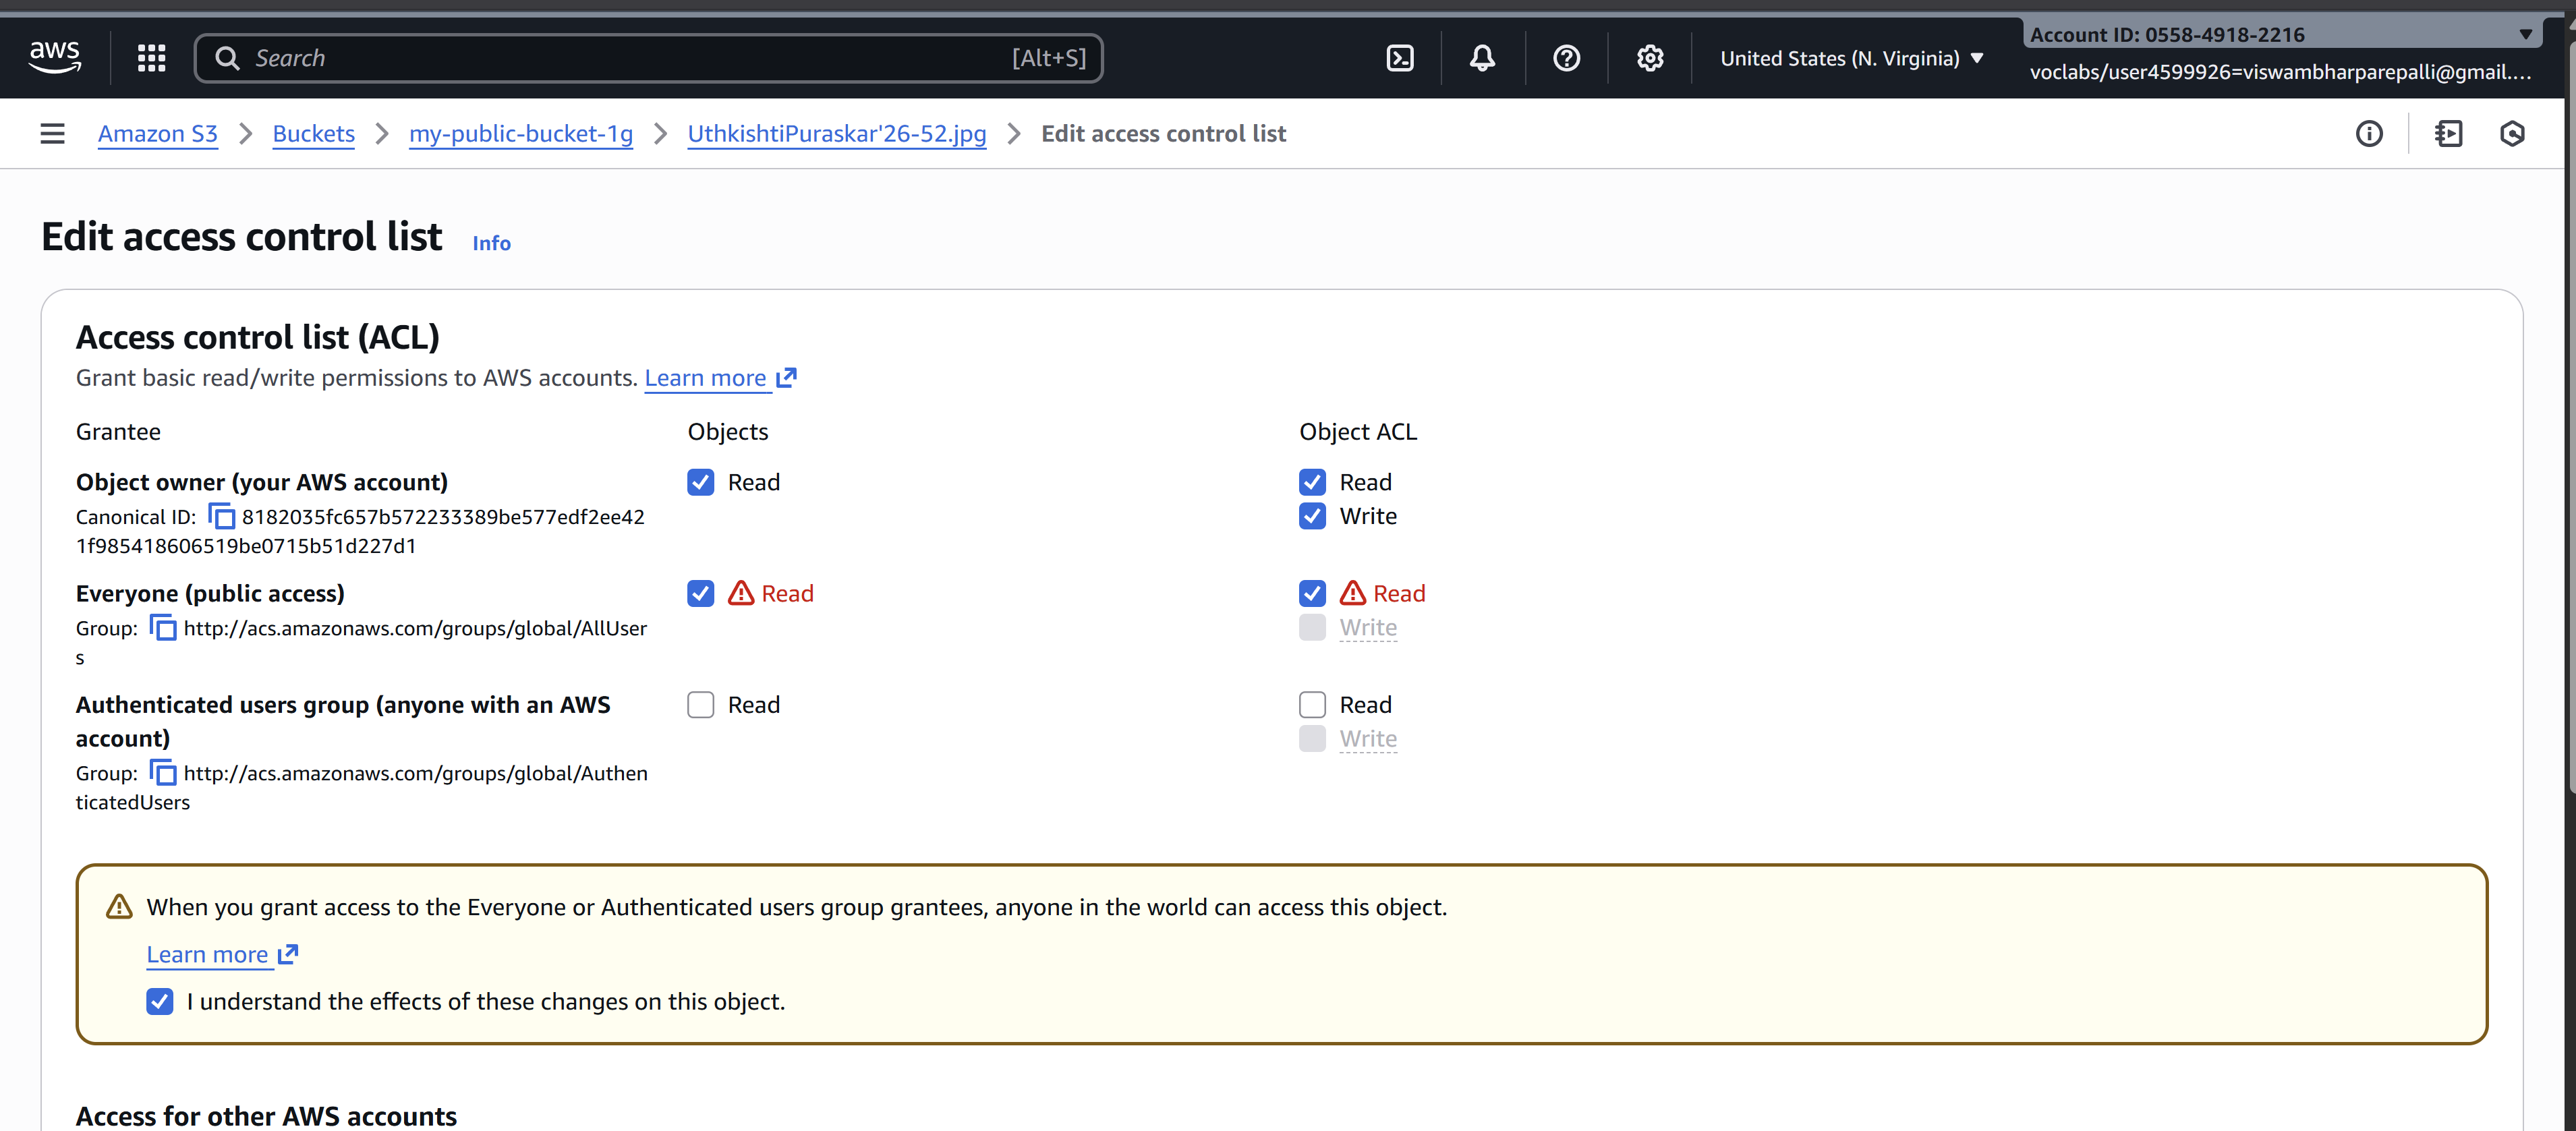 aws
Search [Alt+S]
United States (N. Virginia)
Account ID: 0558-4918-2216
voclabs/user4599926=viswambharparepalli@gmail....
Amazon S3 > Buckets > my-public-bucket-1g > UthkishtiPuraskar'26-52.jpg > Edit access control list
Edit access control list Info
Access control list (ACL)
Grant basic read/write permissions to AWS accounts. Learn more
Grantee Objects Object ACL
Object owner (your AWS account) Read Read
Canonical ID: 8182035fc657b572233389be577edf2ee42 Write
1f985418606519be0715b51d227d1
Everyone (public access) Read Read
Group: http://acs.amazonaws.com/groups/global/AllUser Write
s
Authenticated users group (anyone with an AWS Read Read
account) Write
Group: http://acs.amazonaws.com/groups/global/Authen
ticatedUsers
When you grant access to the Everyone or Authenticated users group grantees, anyone in the world can access this object.
Learn more
I understand the effects of these changes on this object.
Access for other AWS accounts